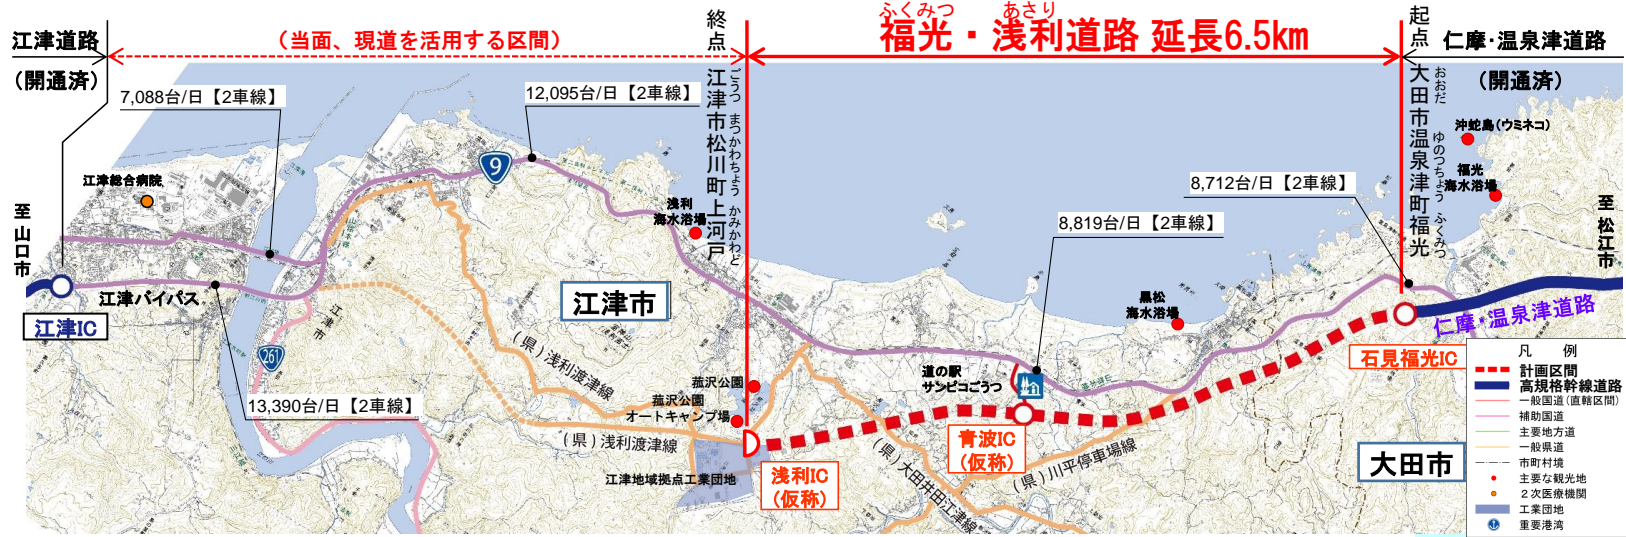 江津道路
(開通済)
(当面、現道を活用する区間)
終点
ごうつ まつかわちょう かみかわど
江津市松川町上河戸
ふくみつ あさり
福光・浅利道路 延長6.5km
起点
おおだ ゆのつちょう ふくみつ
大田市温泉津町福光
仁摩・温泉津道路
(開通済)
7,088台/日【2車線】
12,095台/日【2車線】
8,712台/日【2車線】
8,819台/日【2車線】
13,390台/日【2車線】
沖蛇島(ウミネコ)
福光
海水浴場
至松江市
江津総合病院
至山口市
9
浅利
海水浴場
江津バイパス
江津IC
江津市
江津市
261
黒松
海水浴場
仁摩・温泉津道路
石見福光IC
(県)浅利渡津線
菰沢公園
菰沢公園
オートキャンプ場
道の駅
サンピコごうつ
(県)浅利渡津線
江津地域拠点工業団地
浅利IC
(仮称)
青波IC
(仮称)
(県)大田井田江津線
(県)川平停車場線
大田市
凡 例
計画区間
高規格幹線道路
一般国道(直轄区間)
補助国道
主要地方道
一般県道
市町村境
主要な観光地
2次医療機関
工業団地
重要港湾